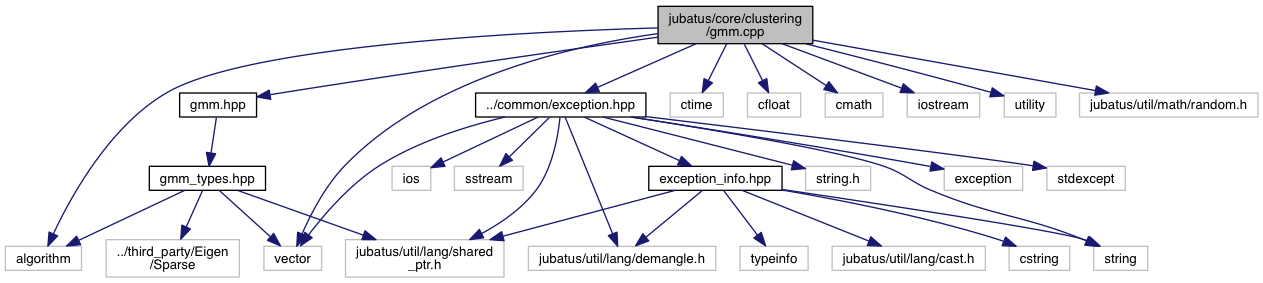 jubatus/core/clustering
/gmm.cpp
gmm.hpp
../common/exception.hpp
ctime
cfloat
cmath
iostream
utility
jubatus/util/math/random.h
gmm_types.hpp
ios
sstream
exception_info.hpp
string.h
exception
stdexcept
algorithm
../third_party/Eigen
/Sparse
vector
jubatus/util/lang/shared
_ptr.h
jubatus/util/lang/demangle.h
typeinfo
jubatus/util/lang/cast.h
cstring
string